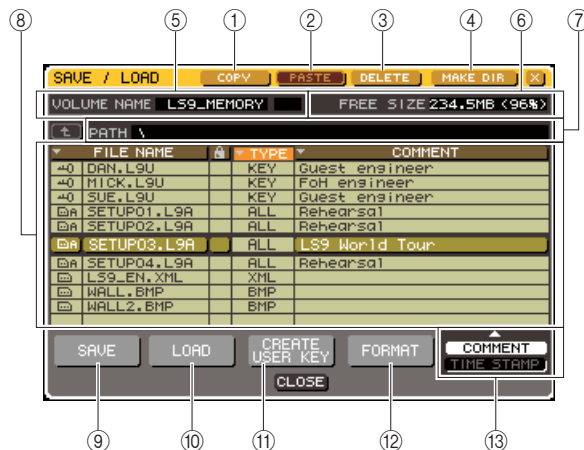 ⑧ ⑤ ① ② ③ ④ ⑥ ⑦
SAVE / LOAD COPY PASTE DELETE MAKE DIR X
VOLUME NAME LS9_MEMORY FREE SIZE 234.5MB (96%)
PATH \
FILE NAME TYPE COMMENT
DAN.L9U KEY Guest engineer
MICK.L9U KEY FoH engineer
SUE.L9U KEY Guest engineer
SETUP01.L9A ALL Rehearsal
SETUP02.L9A ALL Rehearsal
SETUP03.L9A ALL LS9 World Tour
SETUP04.L9A ALL Rehearsal
LS9_EN.XML XML
WALL.BMP BMP
WALL2.BMP BMP
SAVE LOAD CREATE USER KEY FORMAT COMMENT
TIME STAMP
CLOSE
⑨ ⑩ ⑪ ⑫ ⑬